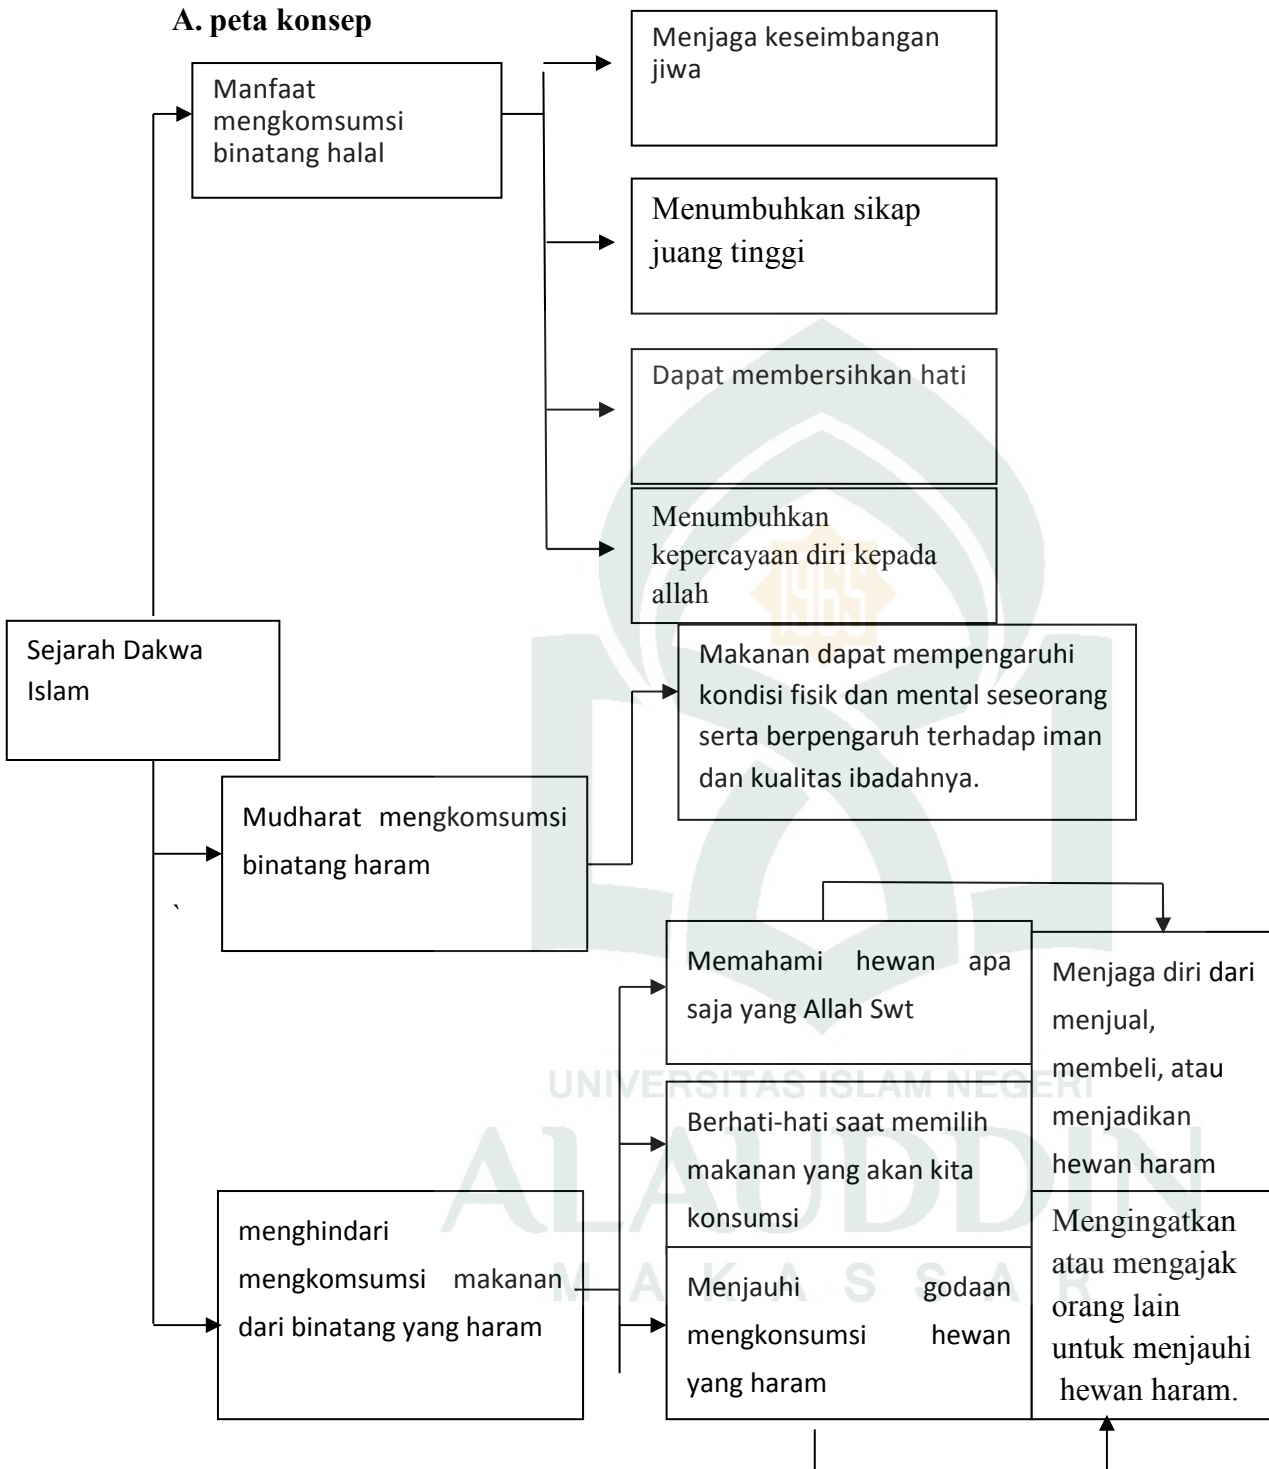 A. peta konsep
Menjaga keseimbangan
jiwa
Manfaat
mengkomsumsi
binatang halal
Menumbuhkan sikap
juang tinggi
Dapat membersihkan hati
Menumbuhkan
kepercayaan diri kepada
allah
1965
Sejarah Dakwa
Islam
Makanan dapat mempengaruhi
kondisi fisik dan mental seseorang
serta berpengaruh terhadap iman
dan kualitas ibadahnya.
Mudharat mengkomsumsi
binatang haram
`
Memahami hewan apa
saja yang Allah Swt
Menjaga diri dari
menjual,
membeli, atau
menjadikan
hewan haram
UNIVERSITAS ISLAM NEGERI
ALAUDDIN
MAKASSAR
Berhati-hati saat memilih
makanan yang akan kita
konsumsi
menghindari
mengkomsumsi makanan
dari binatang yang haram
Menjauhi godaan
mengkonsumsi hewan
yang haram
Mengingatkan
atau mengajak
orang lain
untuk menjauhi
hewan haram.